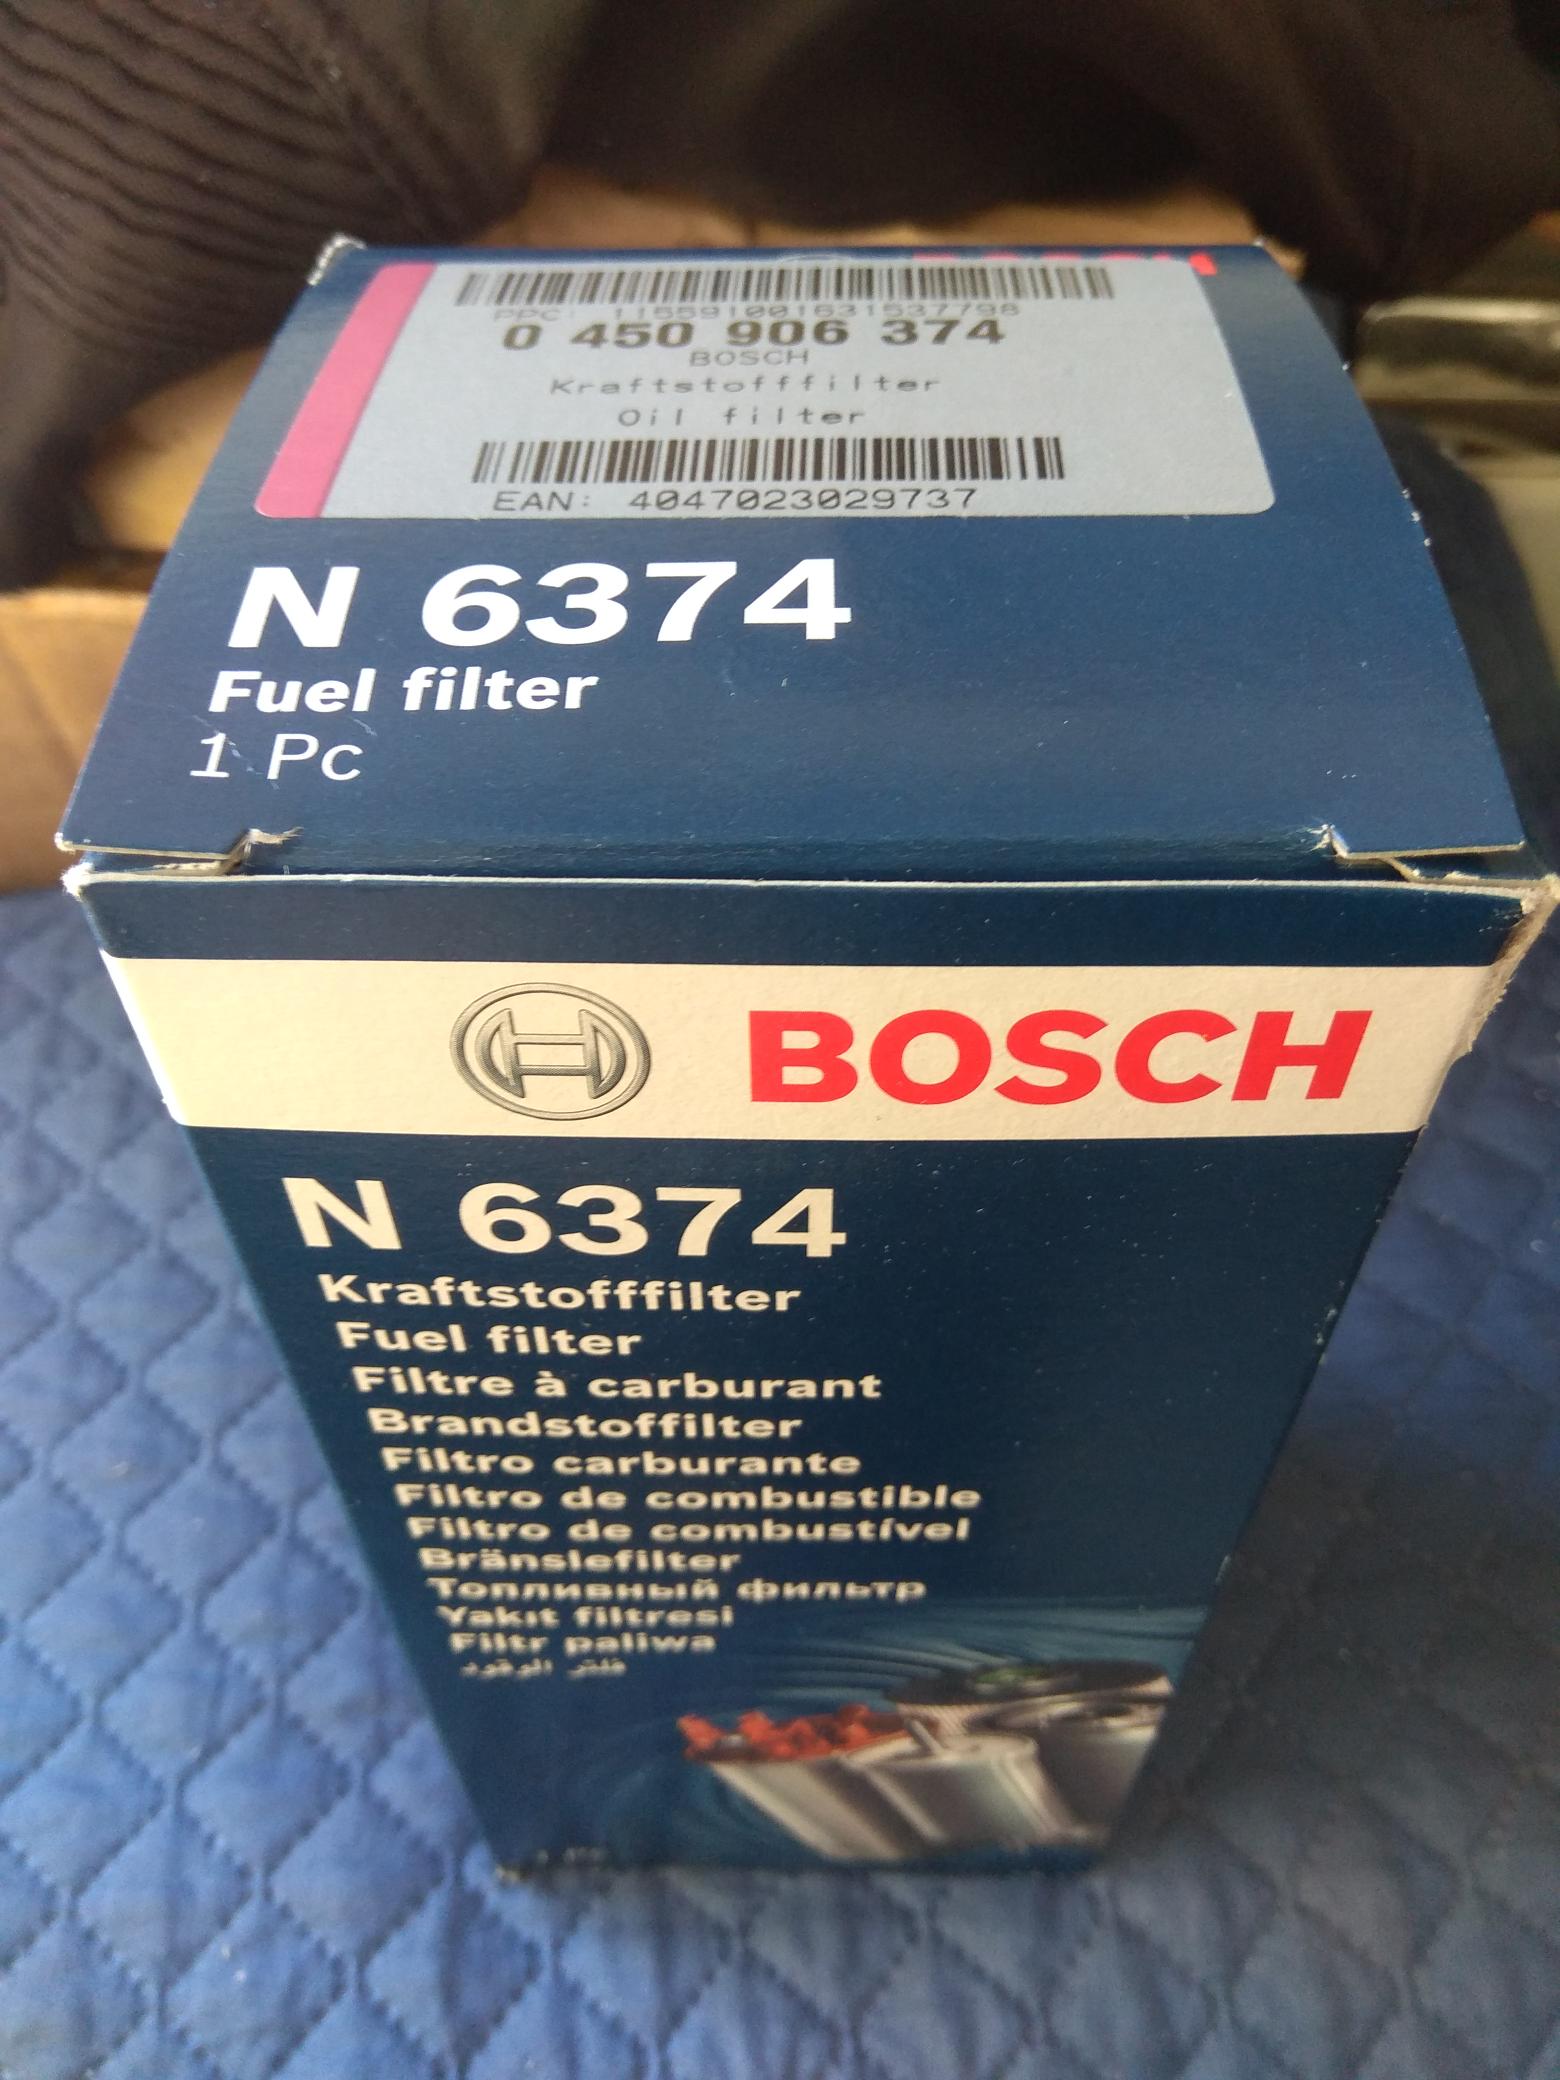 PPC: 115591001631537798
0 450 906 374
BOSCH
Kraftstofffilter
Oil filter
EAN: 4047023029737
N 6374
Fuel filter
1 Pc
BOSCH
N 6374
Kraftstofffilter
Fuel filter
Filtre à carburant
Brandstoffilter
Filtro carburante
Filtro de combustible
Filtro de combustível
Bränslefilter
Топливный фильтр
Yakıt filtresi
Filtr paliwa
فلتر الوقود